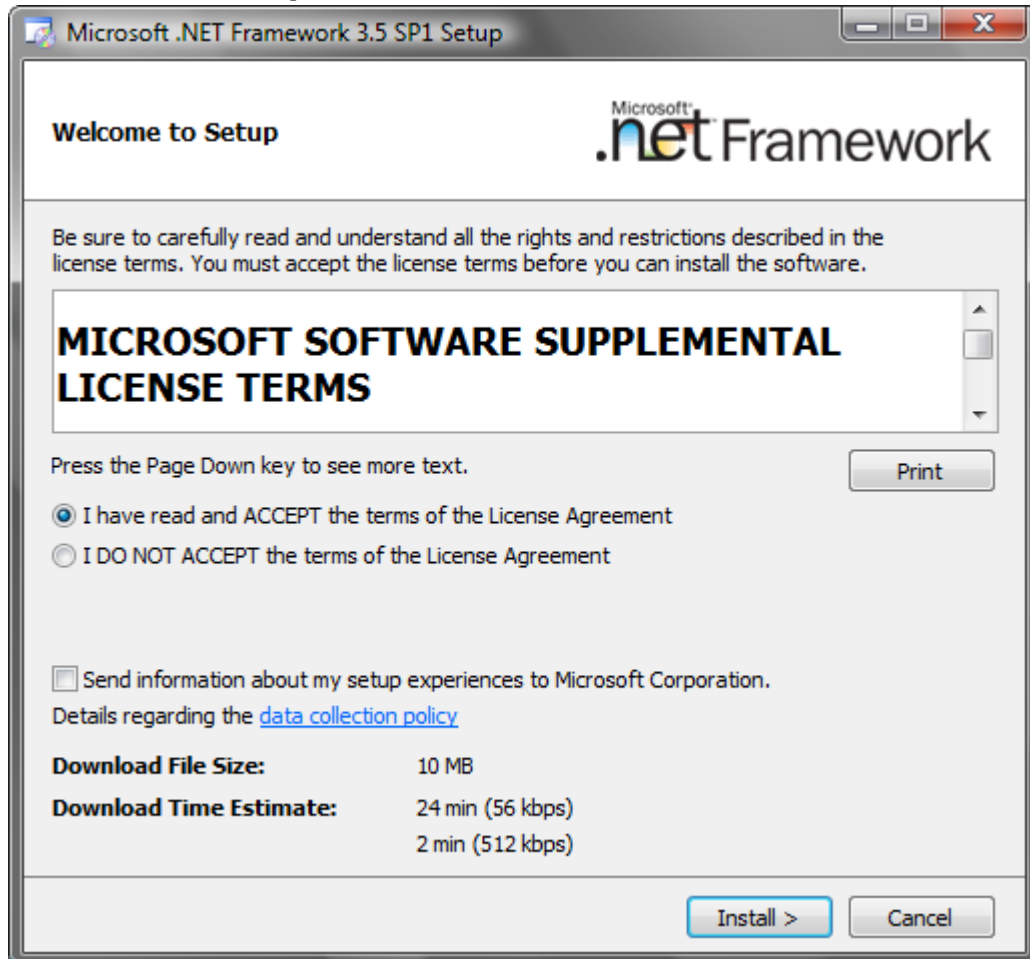 Microsoft .NET Framework 3.5 SP1 Setup
Welcome to Setup
Microsoft
.net Framework
Be sure to carefully read and understand all the rights and restrictions described in the
license terms. You must accept the license terms before you can install the software.
MICROSOFT SOFTWARE SUPPLEMENTAL
LICENSE TERMS
Press the Page Down key to see more text.
Print
I have read and ACCEPT the terms of the License Agreement
I DO NOT ACCEPT the terms of the License Agreement
Send information about my setup experiences to Microsoft Corporation.
Details regarding the data collection policy
Download File Size: 10 MB
Download Time Estimate: 24 min (56 kbps)
2 min (512 kbps)
Install > Cancel